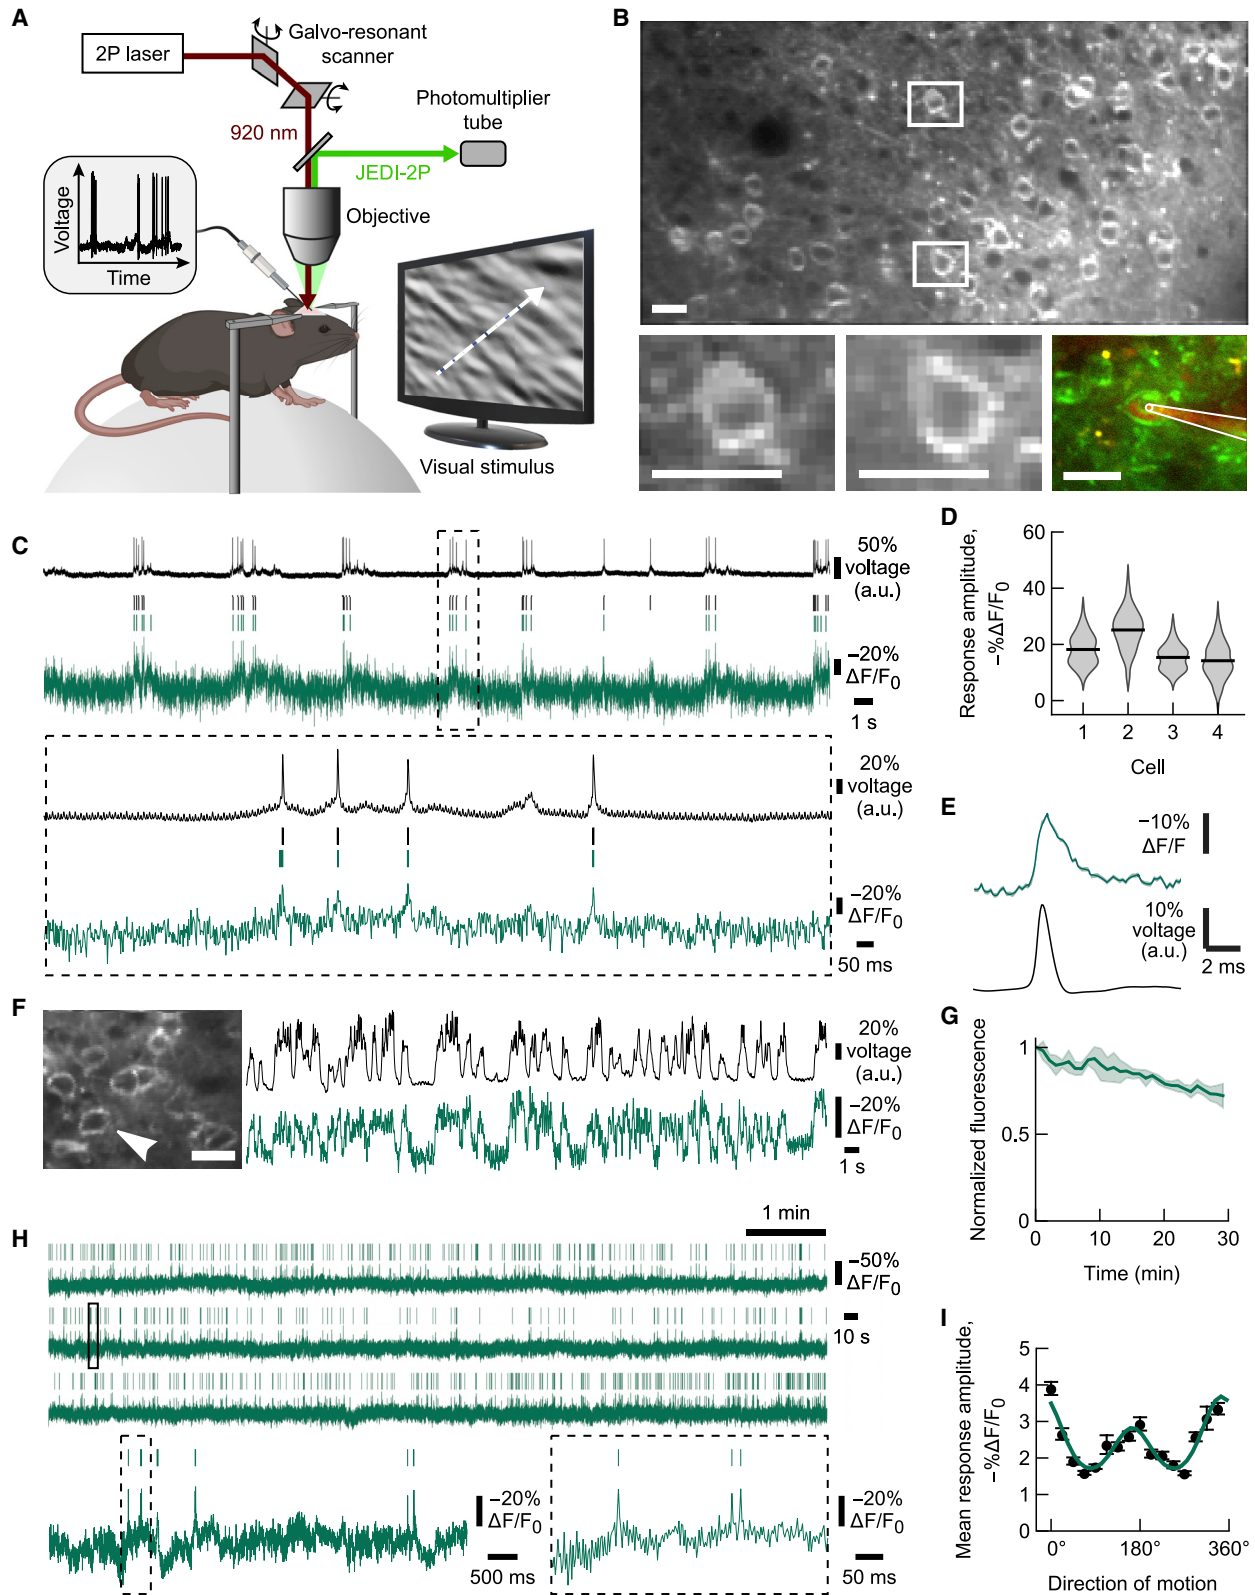 A
2P laser
Galvo-resonant
scanner
920 nm
Photomultiplier
tube
JEDI-2P
Objective
Voltage
Time
Visual stimulus
B
C
50%
voltage
(a.u.)
−20%
ΔF/F0
1 s
20%
voltage
(a.u.)
−20%
ΔF/F0
50 ms
D
Response amplitude,
-%ΔF/F0
60
40
20
0
1 2 3 4
Cell
E
−10%
ΔF/F
10%
voltage
(a.u.)
2 ms
F
20%
voltage
(a.u.)
−20%
ΔF/F0
1 s
G
Normalized fluorescence
1
0.5
0
0 10 20 30
Time (min)
H
1 min
−50%
ΔF/F0
10 s
−20%
ΔF/F0
500 ms
−20%
ΔF/F0
50 ms
I
Mean response amplitude,
-%ΔF/F0
5
4
3
2
1
0
0° 180° 360°
Direction of motion